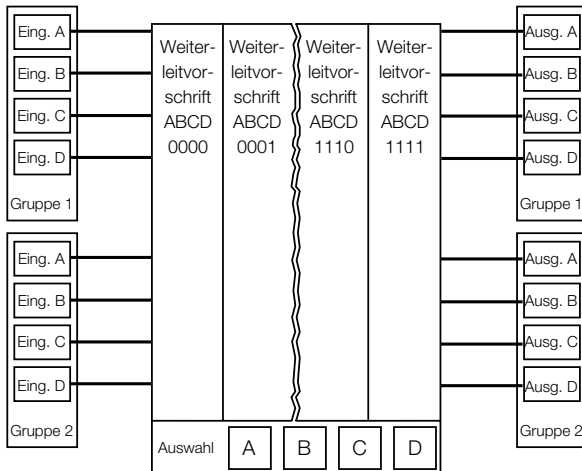 Eing. A
Eing. B
Eing. C
Eing. D
Gruppe 1
Eing. A
Eing. B
Eing. C
Eing. D
Gruppe 2
Weiter-
leitvor-
schrift
ABCD
0000
Weiter-
leitvor-
schrift
ABCD
0001
Weiter-
leitvor-
schrift
ABCD
1110
Weiter-
leitvor-
schrift
ABCD
1111
Auswahl A B C D
Ausg. A
Ausg. B
Ausg. C
Ausg. D
Gruppe 1
Ausg. A
Ausg. B
Ausg. C
Ausg. D
Gruppe 2